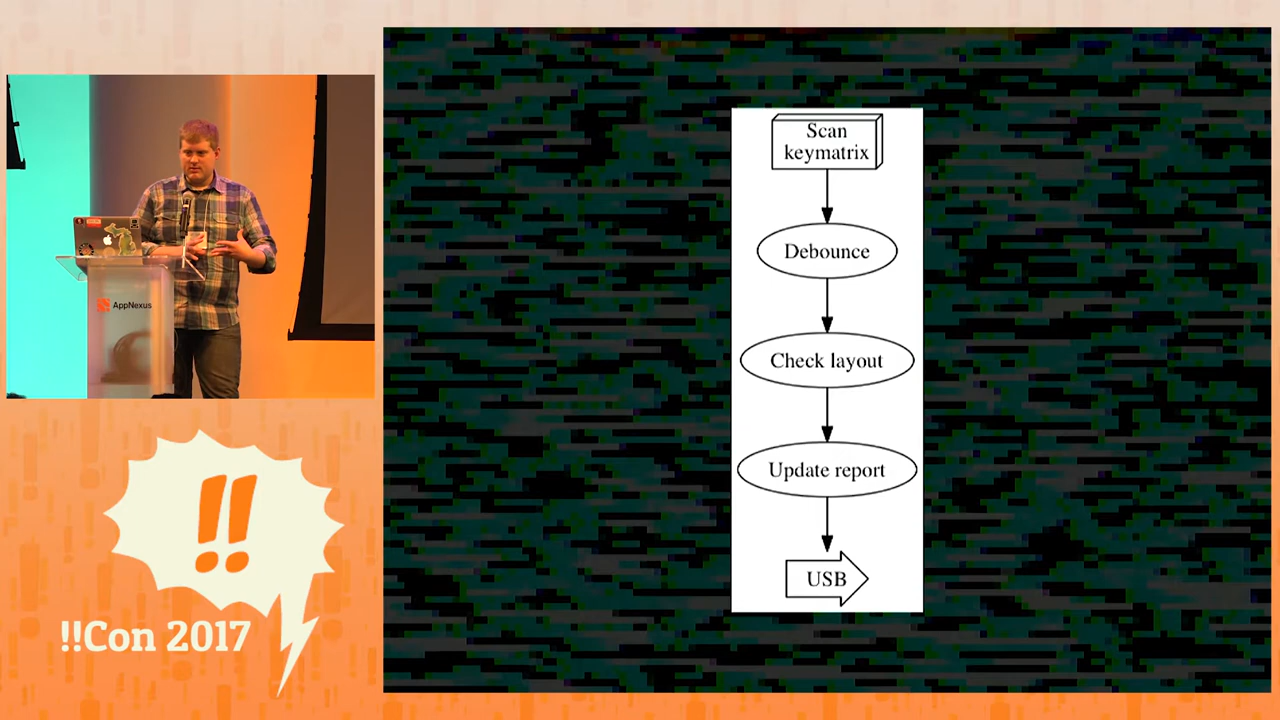 Scan
keymatrix
Debounce
Check layout
Update report
USB
AppNexus
!!
!!Con 2017